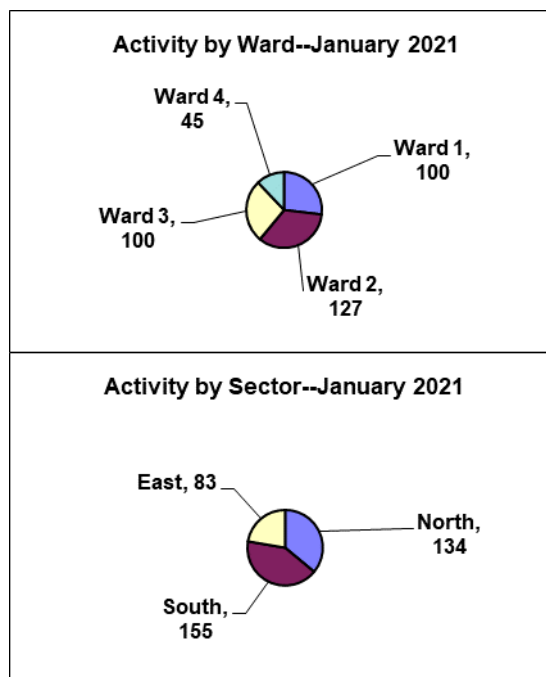 Activity by Ward--January 2021
Ward 4,
45
Ward 1,
100
Ward 3,
100
Ward 2,
127
Activity by Sector--January 2021
East, 83
North,
134
South,
155